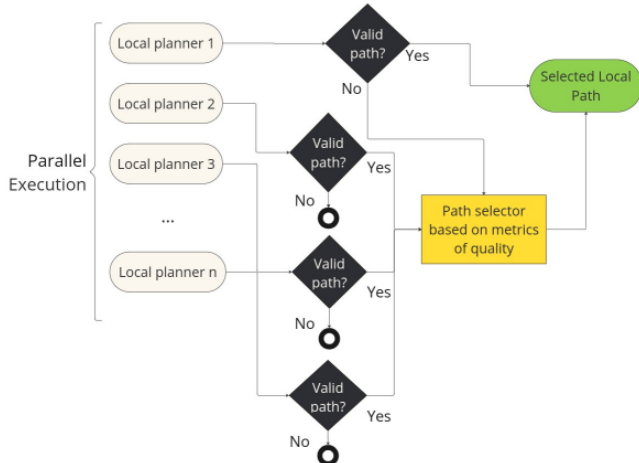 Local planner 1
Valid
path?
Yes
No
Selected Local
Path
Local planner 2
Valid
path?
Yes
No
Parallel
Execution
Local planner 3
...
Path selector
based on metrics
of quality
Local planner n
Valid
path?
Yes
No
Valid
path?
Yes
No